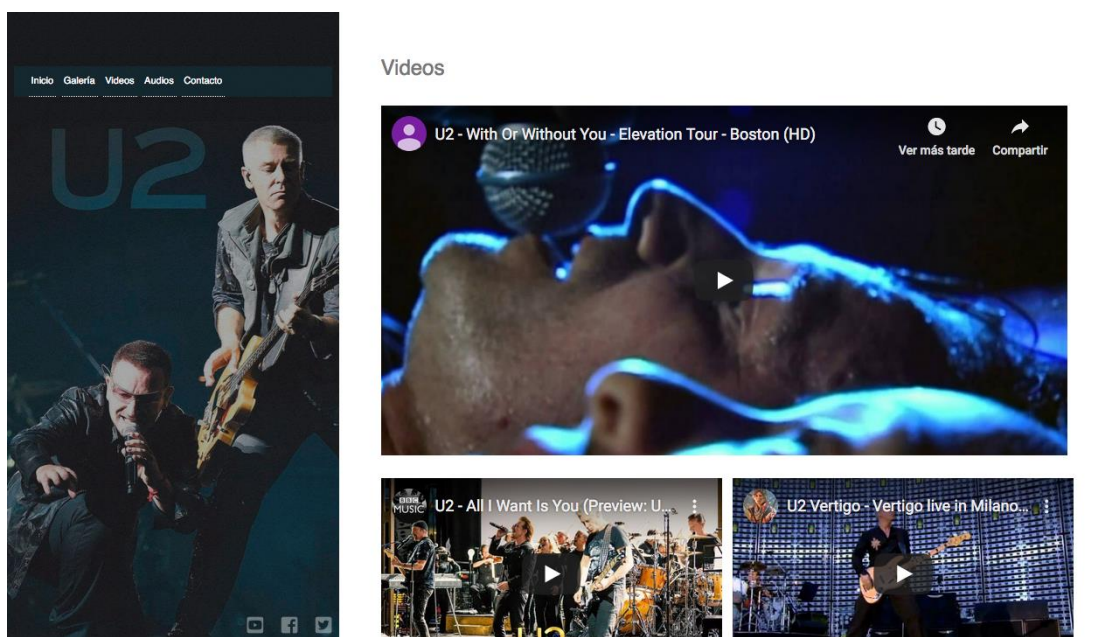 Inicio Galería Videos Audios Contacto
U2
Videos
U2 - With Or Without You - Elevation Tour - Boston (HD)
Ver más tarde Compartir
BBC
MUSIC
U2 - All I Want Is You (Preview: U...
U2
U2 Vertigo - Vertigo live in Milano...